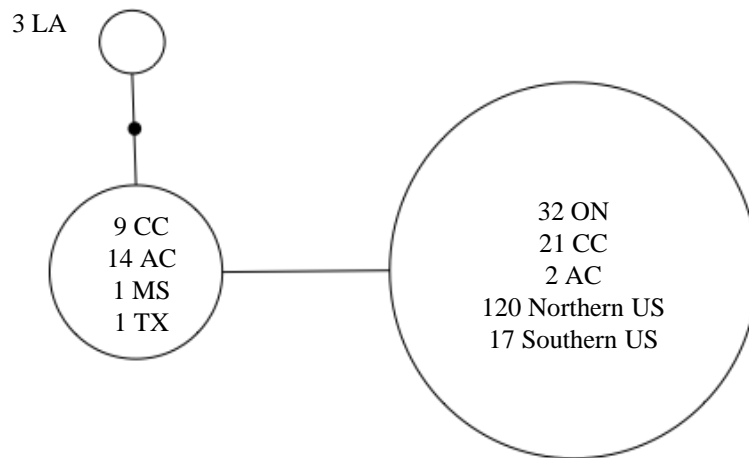 3 LA
9 CC
14 AC
1 MS
1 TX
32 ON
21 CC
2 AC
120 Northern US
17 Southern US